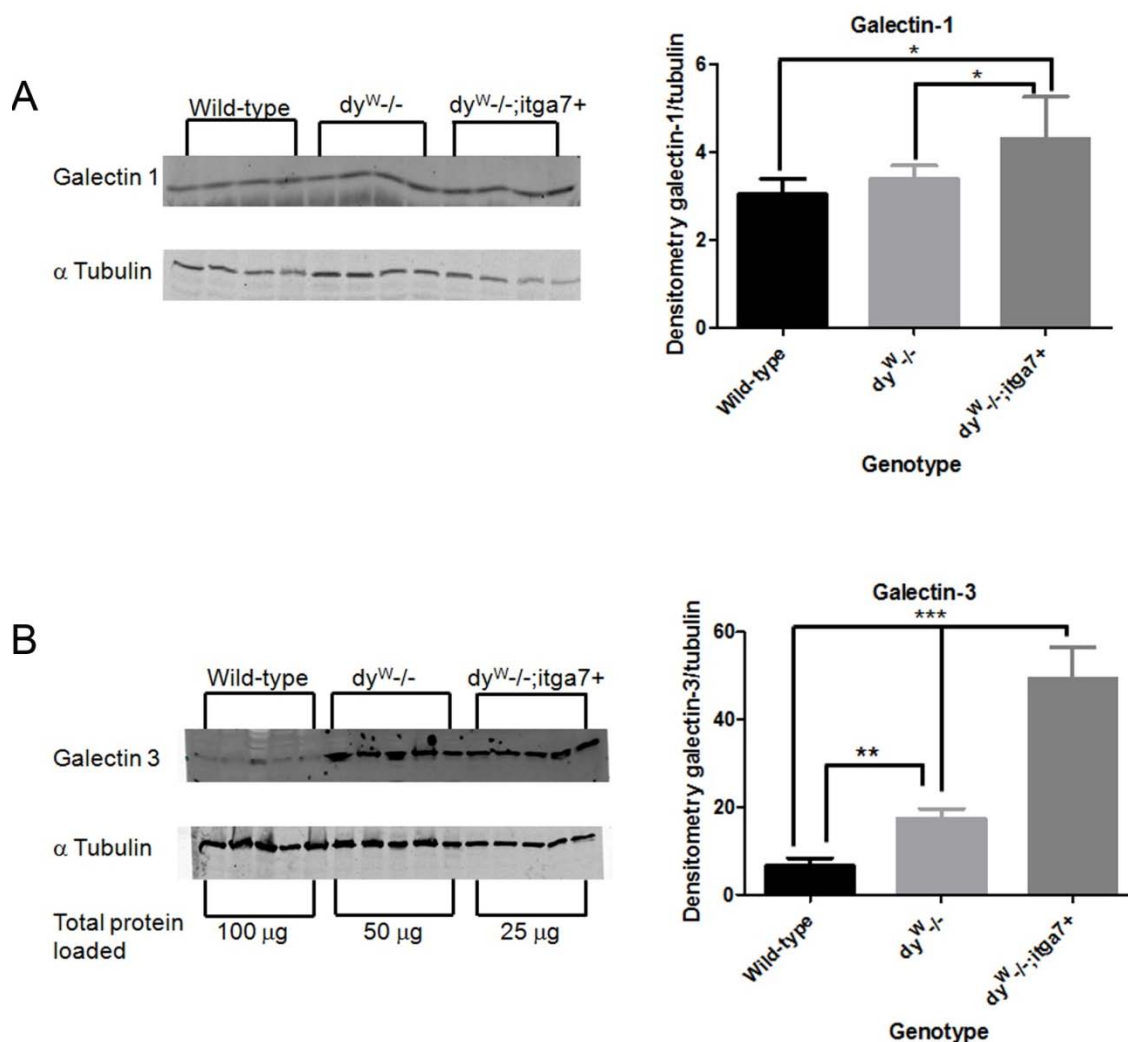 A
Wild-type dyW-/- dyW-/-;itga7+
Galectin 1
α Tubulin
Galectin-1
Densitometry galectin-1/tubulin
6
4
2
0
*
*
Wild-type
dyW-/-
dyW-/-;itga7+
Genotype
B
Wild-type dyW-/- dyW-/-;itga7+
Galectin 3
α Tubulin
Total protein
loaded
100 µg 50 µg 25 µg
Galectin-3
Densitometry galectin-3/tubulin
60
40
20
0
***
**
Wild-type
dyW-/-
dyW-/-;itga7+
Genotype